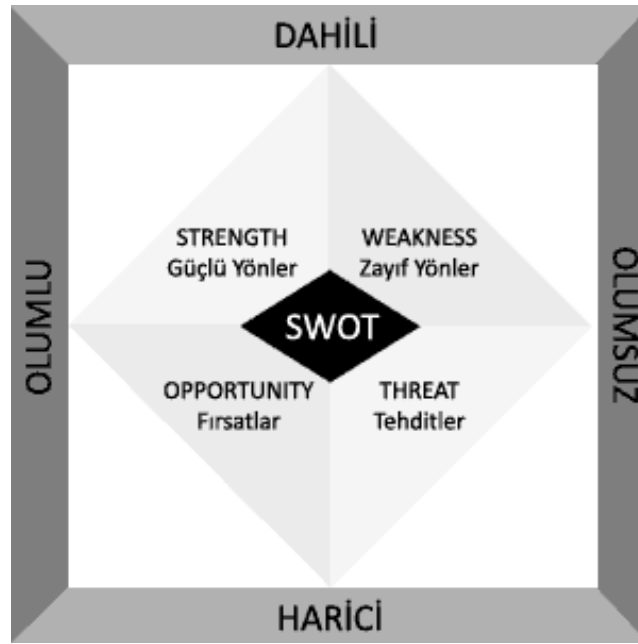 DAHİLİ
OLUMLU
STRENGTH
Güçlü Yönler
WEAKNESS
Zayıf Yönler
SWOT
OPPORTUNITY
Fırsatlar
THREAT
Tehditler
OLUMSUZ
HARİCİ